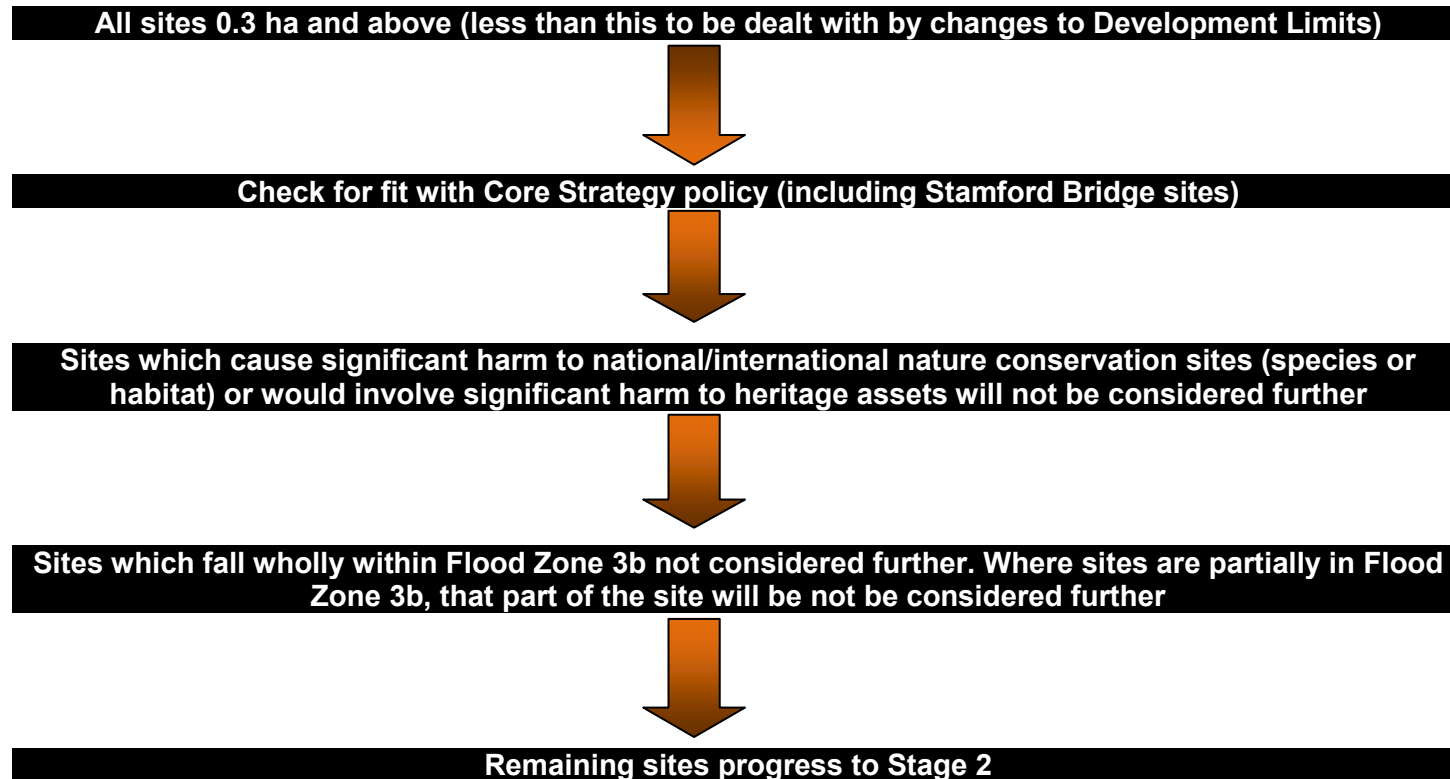 All sites 0.3 ha and above (less than this to be dealt with by changes to Development Limits)
Check for fit with Core Strategy policy (including Stamford Bridge sites)
Sites which cause significant harm to national/international nature conservation sites (species or
habitat) or would involve significant harm to heritage assets will not be considered further
Sites which fall wholly within Flood Zone 3b not considered further. Where sites are partially in Flood
Zone 3b, that part of the site will be not be considered further
Remaining sites progress to Stage 2